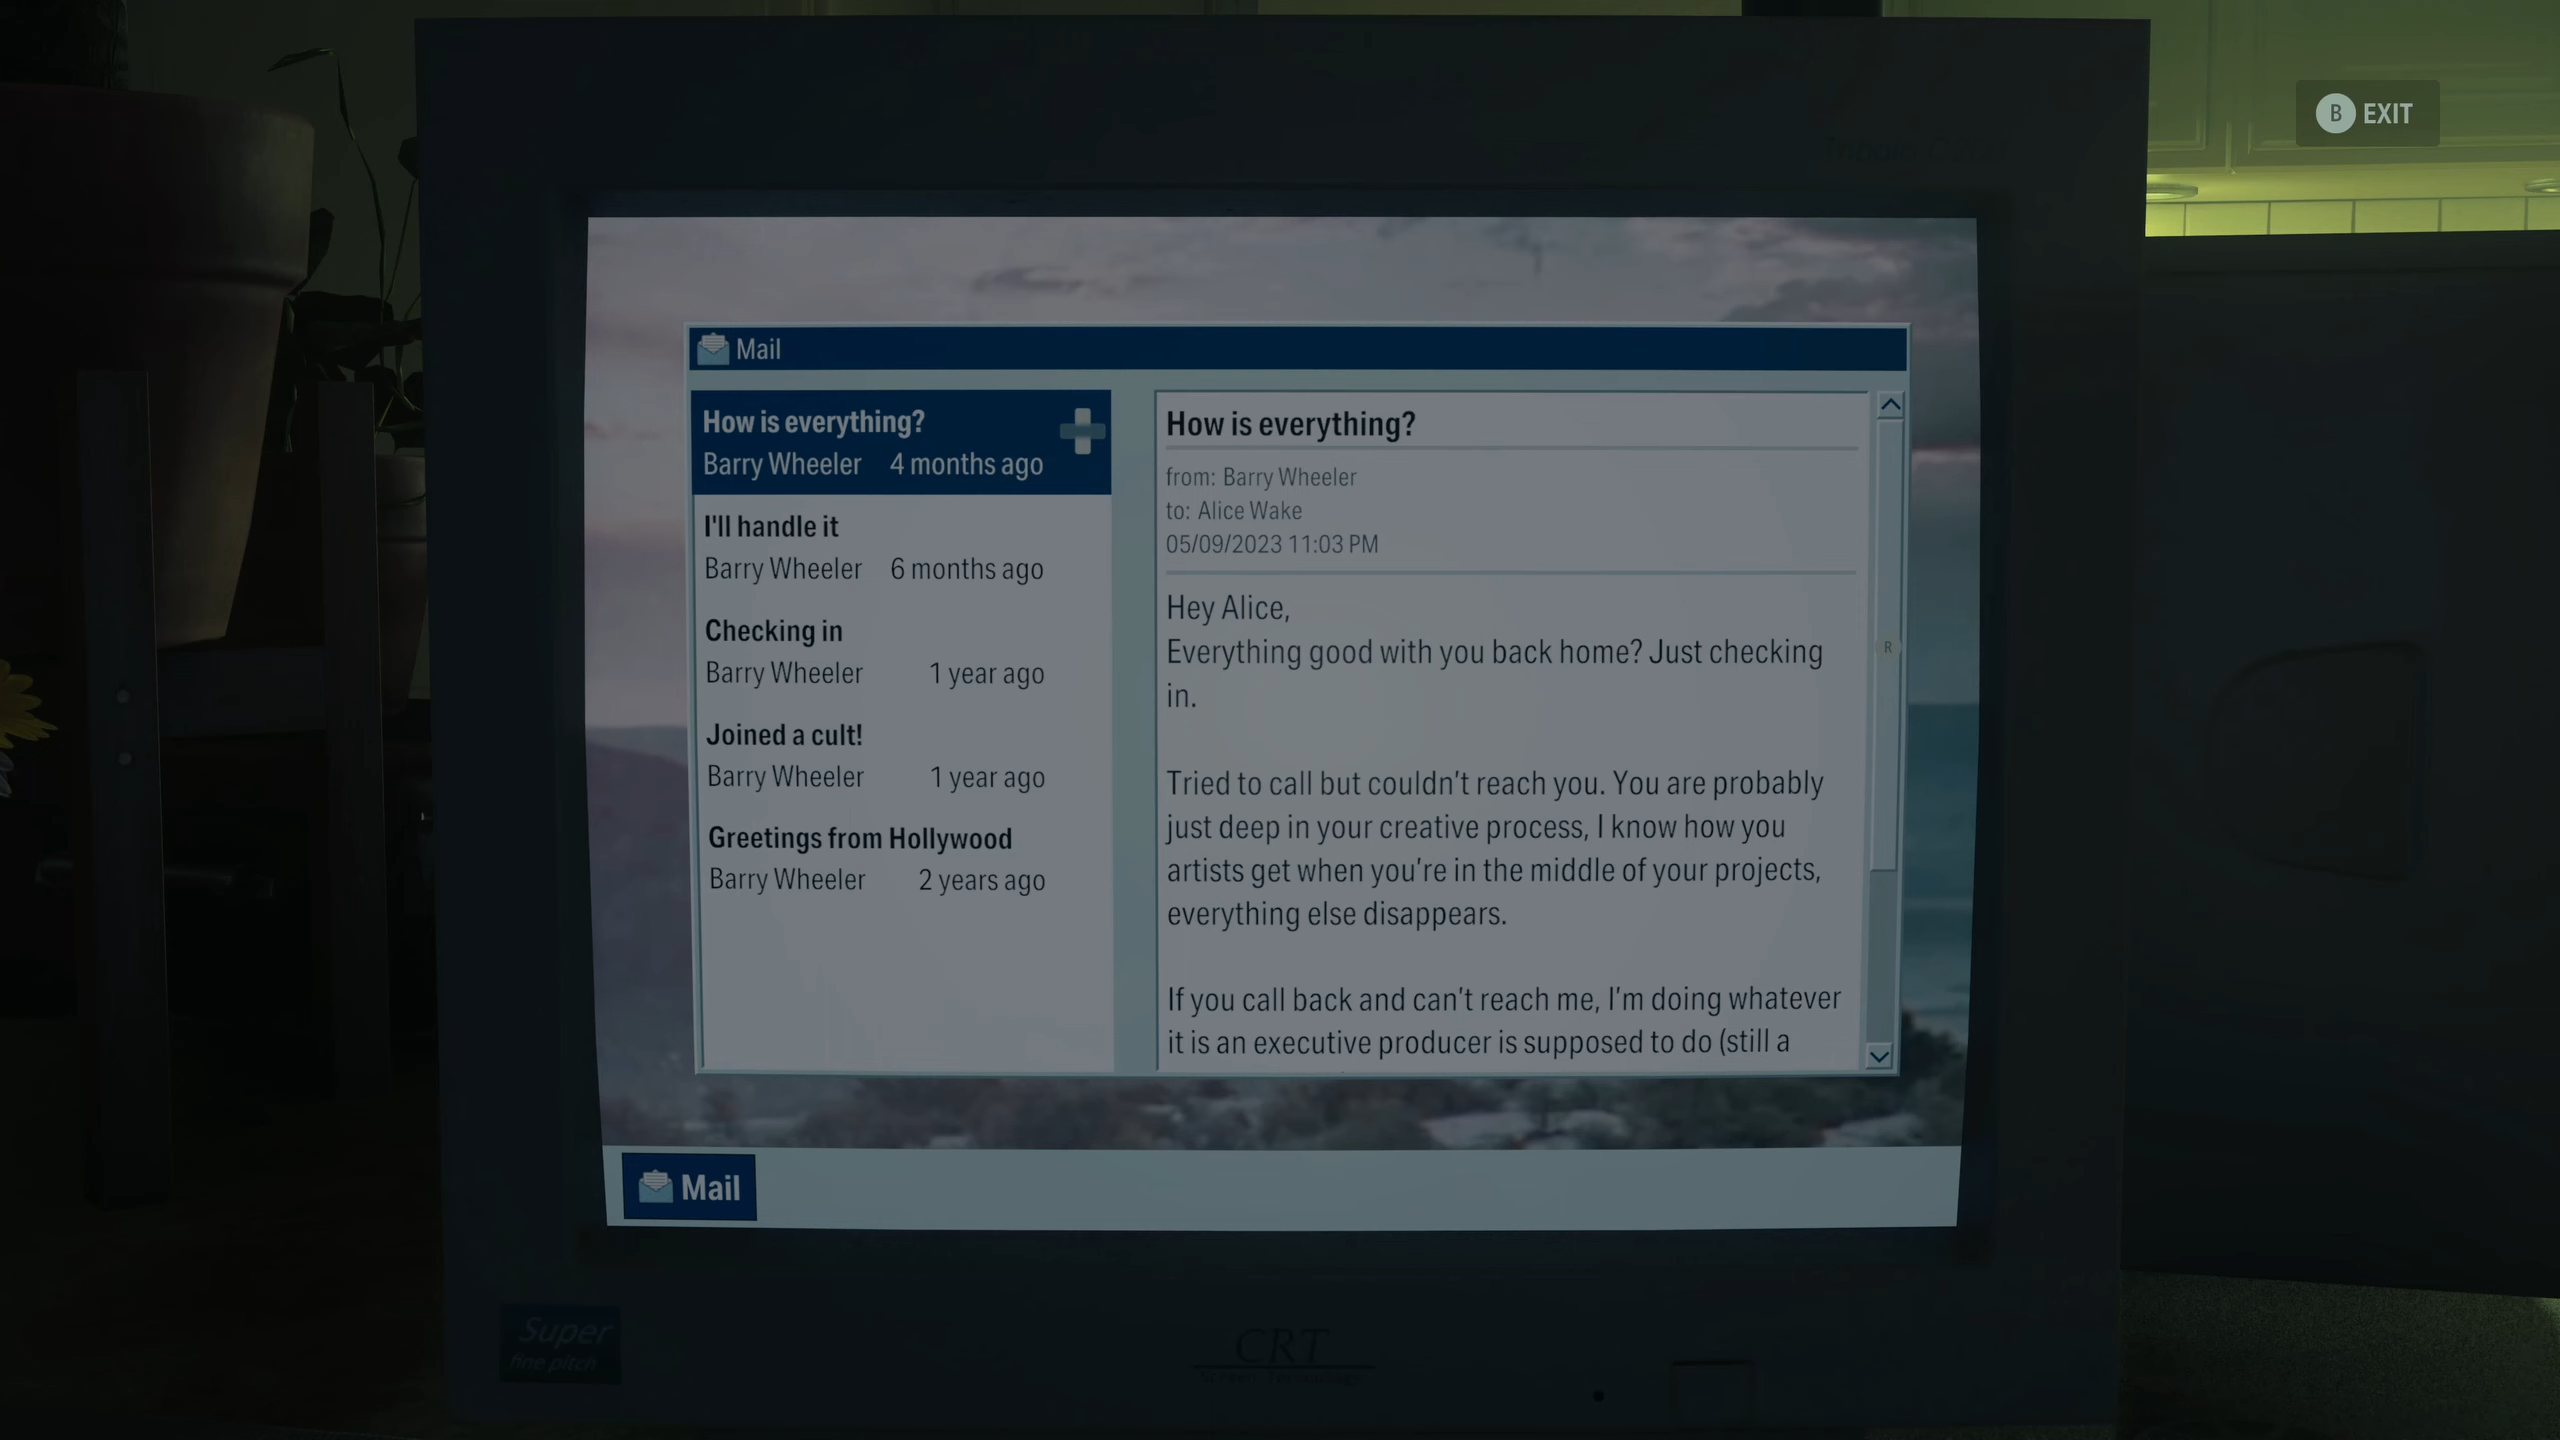 B EXIT
Mail
How is everything?
Barry Wheeler 4 months ago
I'll handle it
Barry Wheeler 6 months ago
Checking in
Barry Wheeler 1 year ago
Joined a cult!
Barry Wheeler 1 year ago
Greetings from Hollywood
Barry Wheeler 2 years ago
How is everything?
from: Barry Wheeler
to: Alice Wake
05/09/2023 11:03 PM
Hey Alice,
Everything good with you back home? Just checking
in.
Tried to call but couldn't reach you. You are probably
just deep in your creative process, I know how you
artists get when you're in the middle of your projects,
everything else disappears.
If you call back and can't reach me, I'm doing whatever
it is an executive producer is supposed to do (still a
R
Mail
Super
fine pitch
CRT